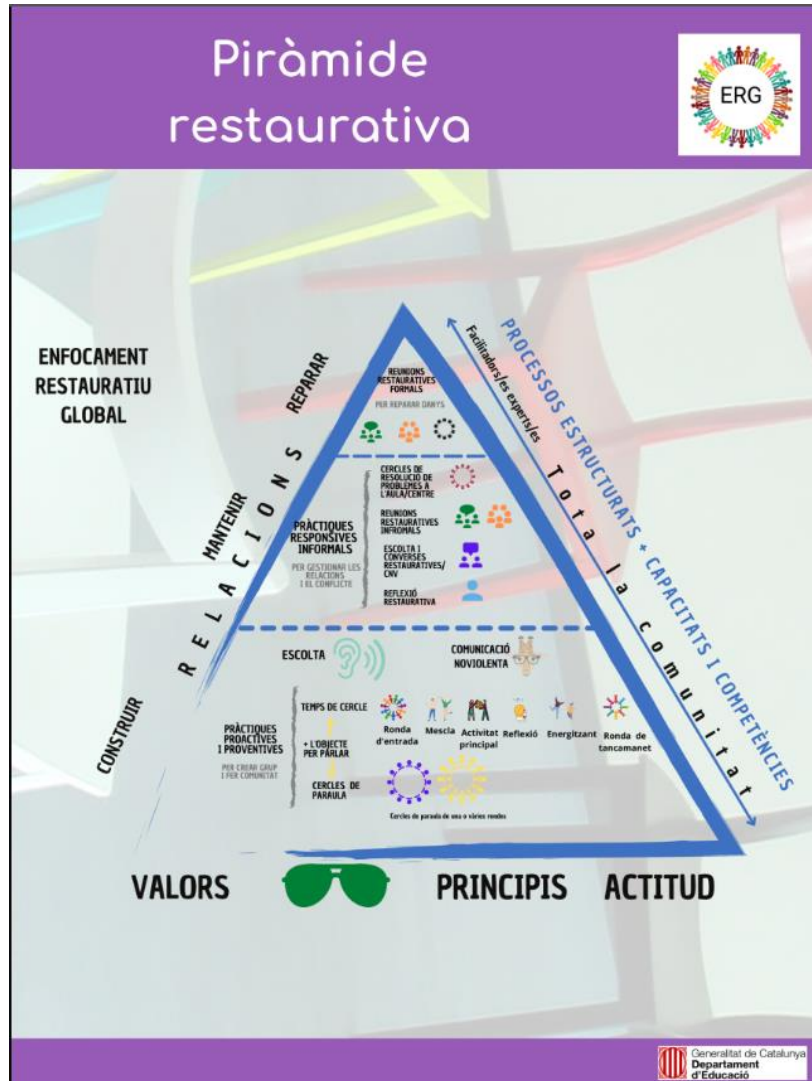 Piràmide
restaurativa
ERG
ENFOCAMENT
RESTAURATIU
GLOBAL
CONSTRUIR
MANTENIR
REPARAR
RELACIONS
Facilitadors/es experts/es
Tota la comunitat
PROCESSOS ESTRUCTURATS + CAPACITATS I COMPETÈNCIES
REUNIONS
RESTAURATIVES
FORMALS
PER REPARAR DANYS
PRÀCTIQUES
RESPONSIVES
INFORMALS
PER GESTIONAR LES
RELACIONS
I EL CONFLICTE
CERCLES DE
RESOLUCIÓ DE
PROBLEMES A
L'AULA/CENTRE
REUNIONS
RESTAURATIVES
INFROMALS
ESCOLTA I
CONVERSES
RESTAURATIVES/
CNV
REFLEXIÓ
RESTAURATIVA
ESCOLTA
COMUNICACIÓ
NOVIOLENTA
PRÀCTIQUES
PROACTIVES
I PROVENTIVES
PER CREAR GRUP
I FER COMUNITAT
TEMPS DE CERCLE
+ L'OBJECTE
PER PARLAR
CERCLES DE
PARAULA
Ronda
d'entrada
Mescla
Activitat
principal
Reflexió
Energitzant
Ronda de
tancamanet
Cercles de paraula de una o vàries rondes
VALORS
PRINCIPIS
ACTITUD
Generalitat de Catalunya
Departament
d'Educació